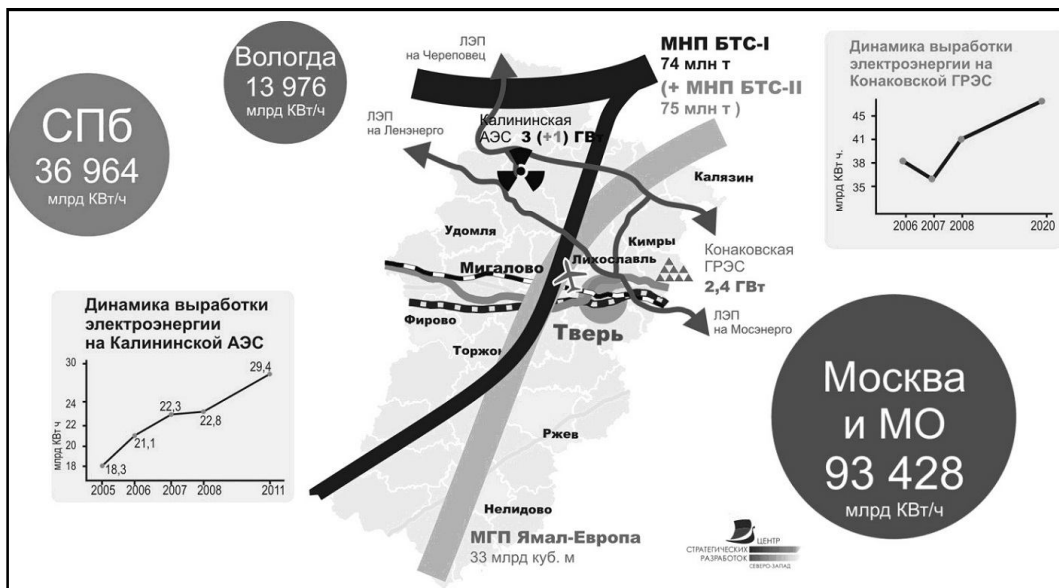 СПб
36 964
млрд КВт/ч
Вологда
13 976
млрд КВт/ч
ЛЭП
на Череповец
ЛЭП
на Ленэнерго
МНП БТС-I
74 млн т
(+ МНП БТС-II
75 млн т )
Калининская
АЭС 3 (+1) ГВт
Калязин
Удомля
Кимры
Лихославль
Мигалово
Конаковская
ГРЭС
2,4 ГВт
Фирово
Тверь
ЛЭП
на Мосэнерго
Торжок
Ржев
Нелидово
МГП Ямал-Европа
33 млрд куб. м
Динамика выработки
электроэнергии на
Конаковской ГРЭС
млрд КВт ч.
45
41
38
35
2006 2007 2008 2020
Динамика выработки
электроэнергии
на Калининской АЭС
млрд КВт ч
30
24
22
20
18
18,3
21,1
22,3
22,8
29,4
2005 2006 2007 2008 2011
Москва
и МО
93 428
млрд КВт/ч
ЦЕНТР
СТРАТЕГИЧЕСКИХ
РАЗРАБОТОК
СЕВЕРО-ЗАПАД